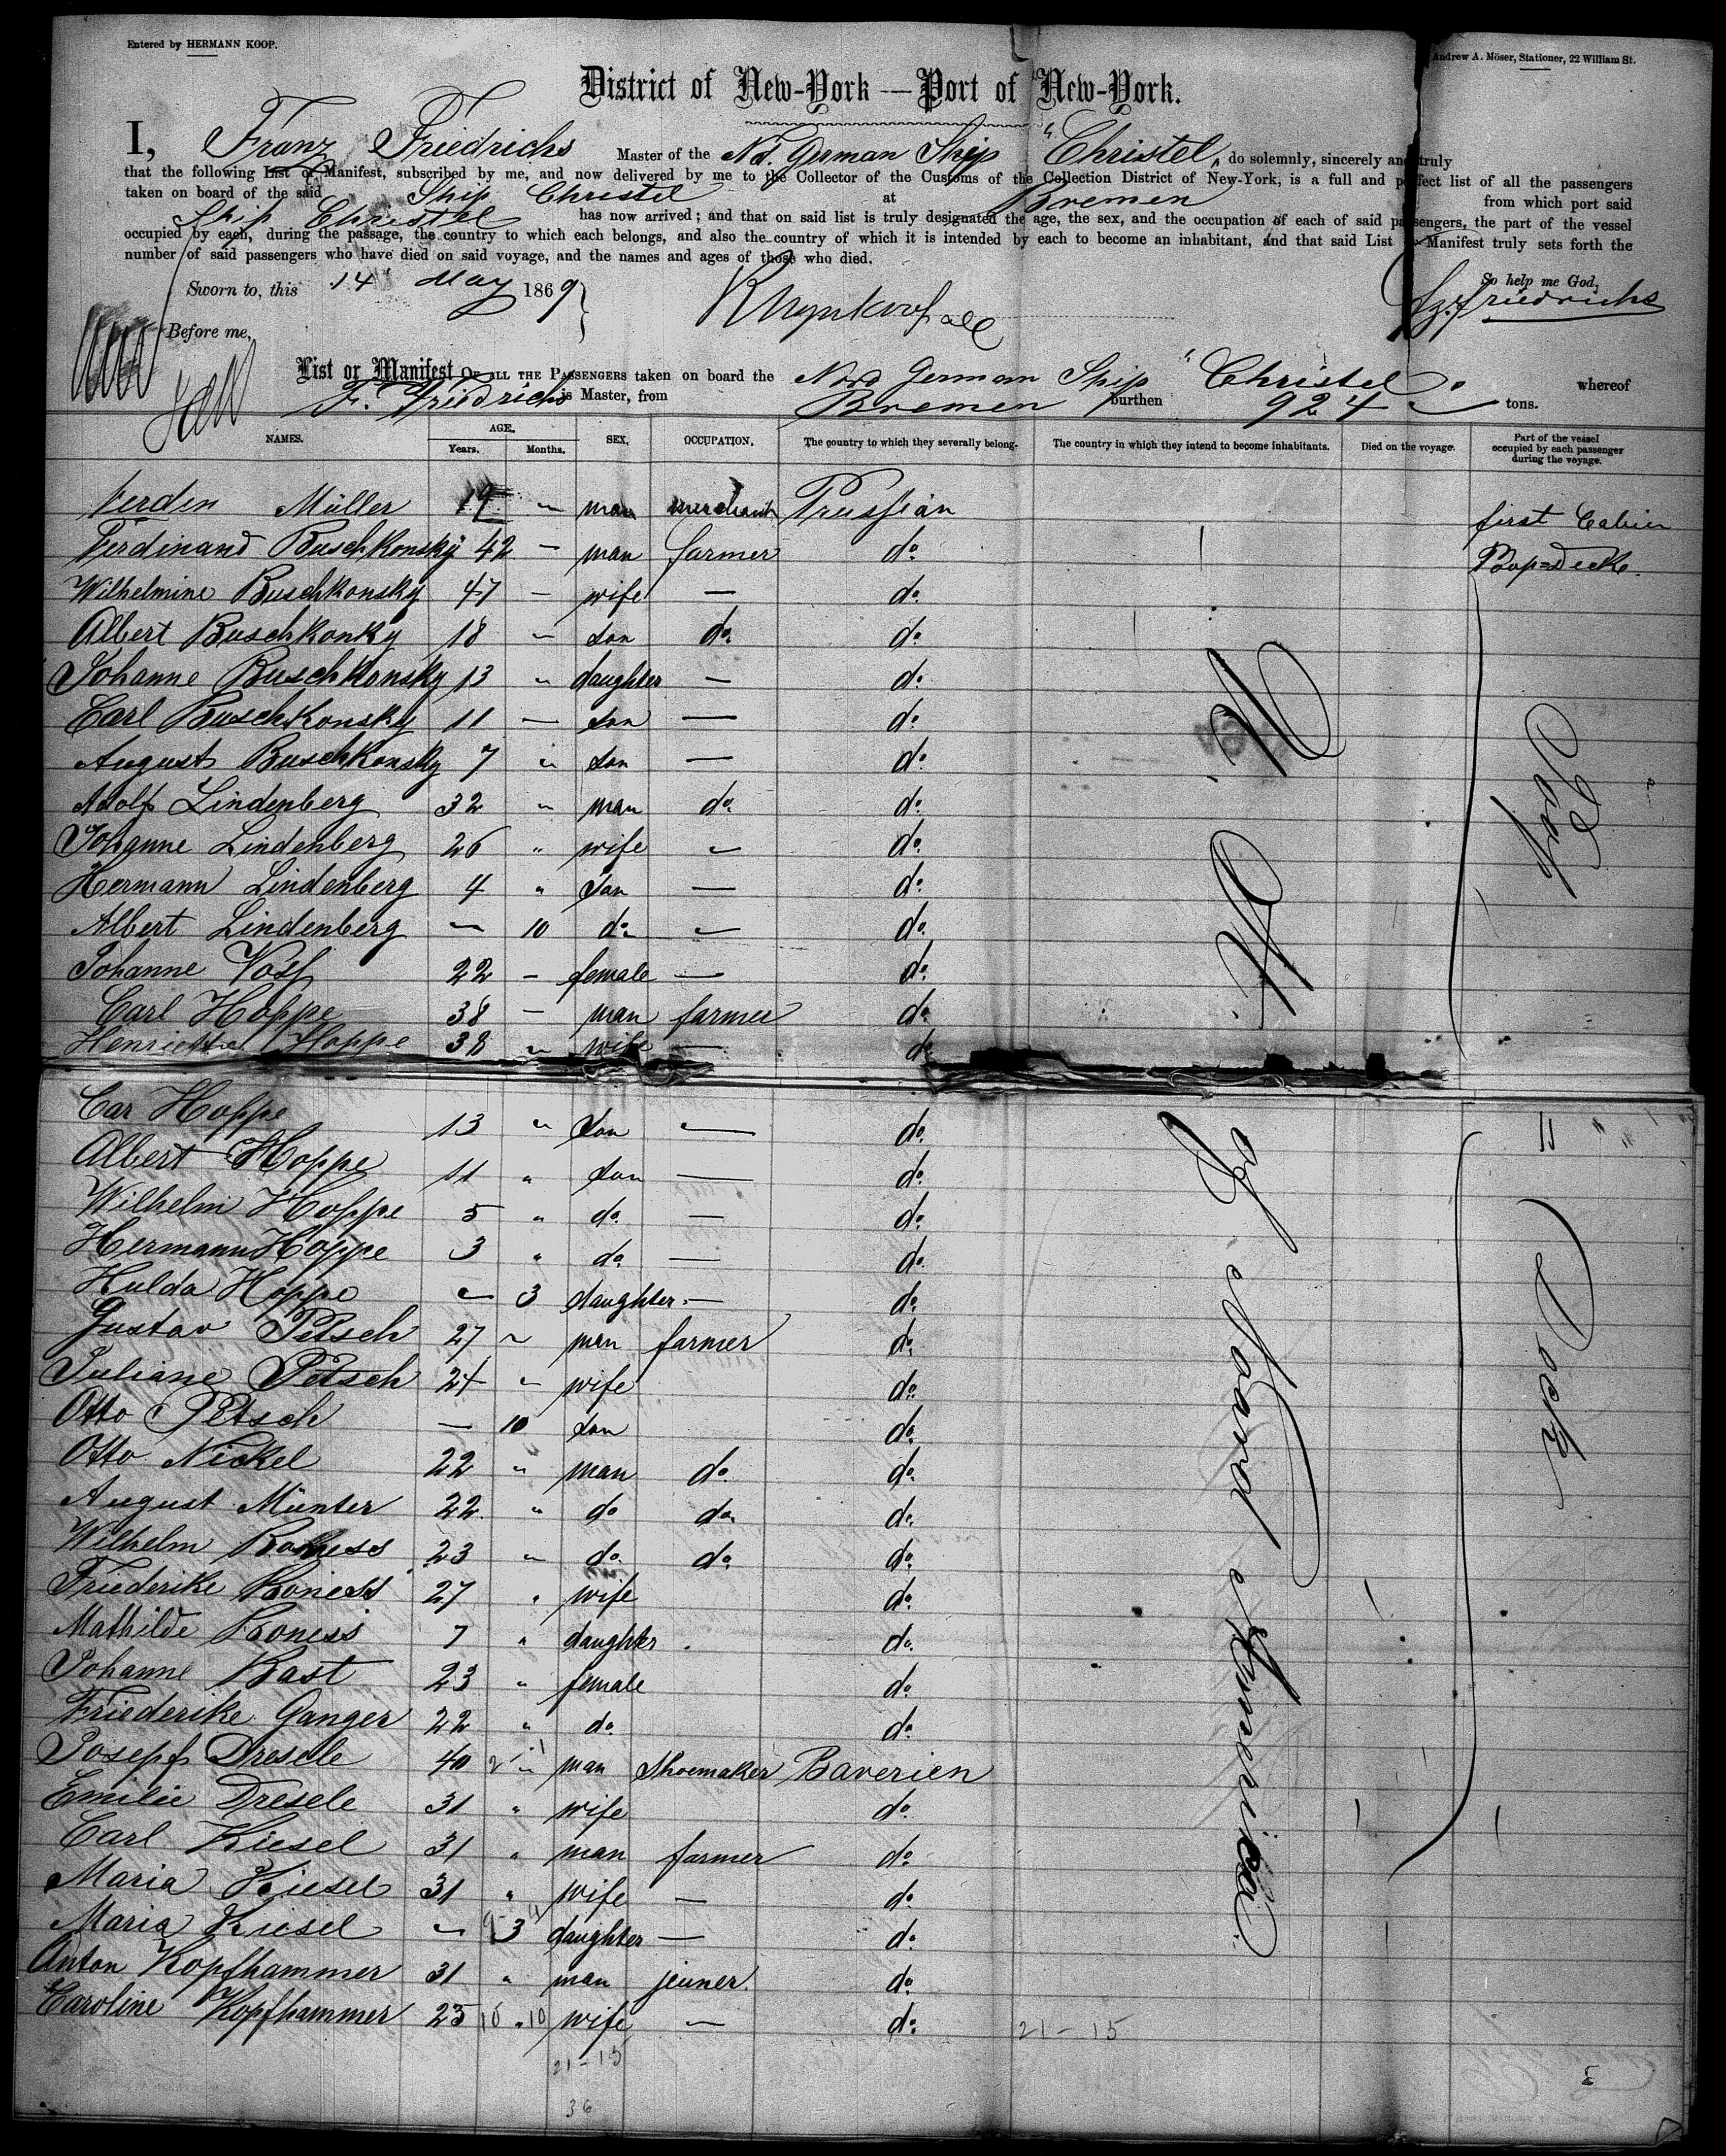 Entered by HERMANN KOOP.
Andrew A. Möser, Stationer, 22 William St.
District of New-York — Port of New-York.
I, Franz Friedrichs Master of the Nd. German Ship "Christel" do solemnly, sincerely and truly
that the following List or Manifest, subscribed by me, and now delivered by me to the Collector of the Customs of the Collection District of New-York, is a full and perfect list of all the passengers
taken on board of the said Ship Christel at Bremen from which port said
Ship Christel has now arrived; and that on said list is truly designated the age, the sex, and the occupation of each of said passengers, the part of the vessel
occupied by each, during the passage, the country to which each belongs, and also the country of which it is intended by each to become an inhabitant, and that said List or Manifest truly sets forth the
number of said passengers who have died on said voyage, and the names and ages of those who died.
Sworn to, this 14 May 1869
So help me God,
Fz. Friedrichs
Before me,
List or Manifest OF ALL THE PASSENGERS taken on board the Nord German Ship "Christel" whereof
F. Friedrichs is Master, from Bremen burthen 924 tons.
NAMES. AGE. Years. Months. SEX. OCCUPATION. The country to which they severally belong. The country in which they intend to become inhabitants. Died on the voyage. Part of the vessel occupied by each passenger during the voyage.
Müller 19 " man merchant Prussian first Cabin
Ferdinand Buschkonsky 42 - man farmer do. Pop=Deck.
Wilhelmine Buschkonsky 47 - wife — do.
Albert Buschkonky 18 " son do. do.
Johanne Buschkonsky 13 " daughter — do.
Carl Buschkonsky 11 — son — do.
August Buschkonsky 7 " son — do.
Adolf Lindenberg 32 " man do. do.
Johanne Lindenberg 26 " wife — do.
Hermann Lindenberg 4 " son — do.
Albert Lindenberg — 10 do. — do.
Johanne Voss 22 - female — do.
Carl Hoppe 38 - man farmer do.
Henriette Hoppe 38 " wife — do.
Car Hoppe 13 " son — do.
Albert Hoppe 11 " son — do.
Wilhelm Hoppe 5 " do. — do.
Hermann Hoppe 3 " do. — do.
Hulda Hoppe — 3 daughter — do.
Gustav Petsch 27 " man farmer do.
Juliane Petsch 24 " wife do.
Otto Petsch — 10 son do.
Otto Nickel 22 " man do. do.
August Münter 22 " do do. do.
Wilhelm Roness 23 " do. do. do.
Friederike Roness 27 " wife do.
Mathilde Roness 7 " daughter . do.
Johanne Bast 23 " female do.
Friederike Ganger 22 " do. do.
Joseph Dresele 40 " man Shoemaker Baverien
Emilie Dresele 31 " wife do.
Carl Kiesel 31 " man farmer do.
Maria Kiesel 31 " wife — do.
Maria Kiesel — 3 daughter — do.
Anton Kopfhammer 31 " man jeuner. do.
Caroline Kopfhammer 25 " wife — do.
U. St. of Nord America
Deck
21-15
21-15
36